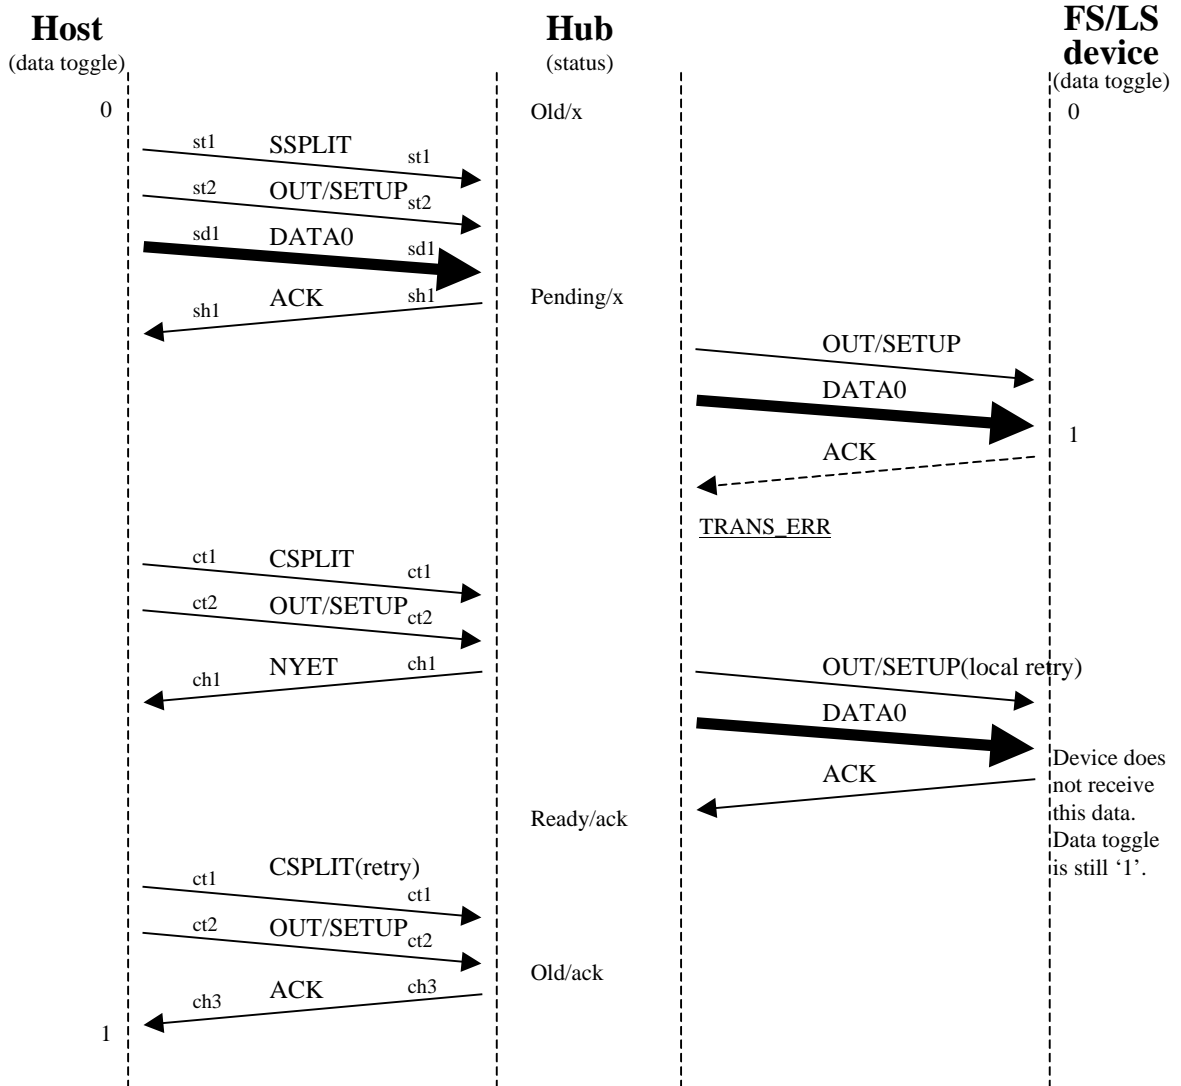 Host
(data toggle)
Hub
(status)
FS/LS
device
(data toggle)
0
Old/x
0
st1 SSPLIT st1
st2 OUT/SETUP st2
sd1 DATA0 sd1
sh1 ACK sh1
Pending/x
OUT/SETUP
DATA0
1
ACK
TRANS_ERR
ct1 CSPLIT ct1
ct2 OUT/SETUP ct2
ch1 NYET ch1
OUT/SETUP(local retry)
DATA0
ACK
Device does
not receive
this data.
Data toggle
is still ‘1’.
Ready/ack
ct1 CSPLIT(retry) ct1
ct2 OUT/SETUP ct2
Old/ack
ch3 ACK ch3
1